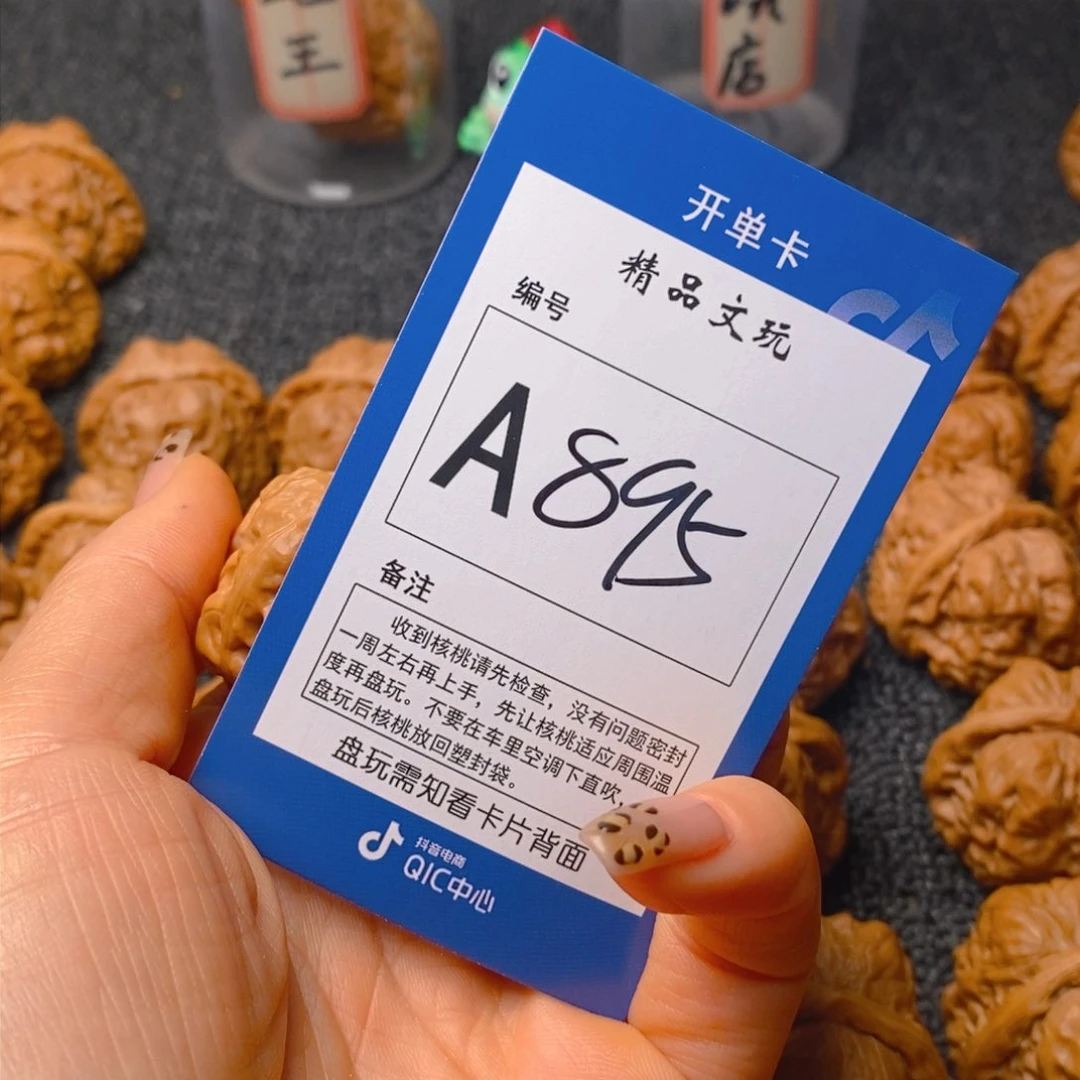 王
店
开单卡
精品文玩
编号
A895
备注
收到核桃请先检查，没有问题密封
一周左右再上手，先让核桃适应周围温
度再盘玩。不要在车里空调下直吹，
盘玩后核桃放回塑封袋。
盘玩需知看卡片背面
抖音电商
QIC中心